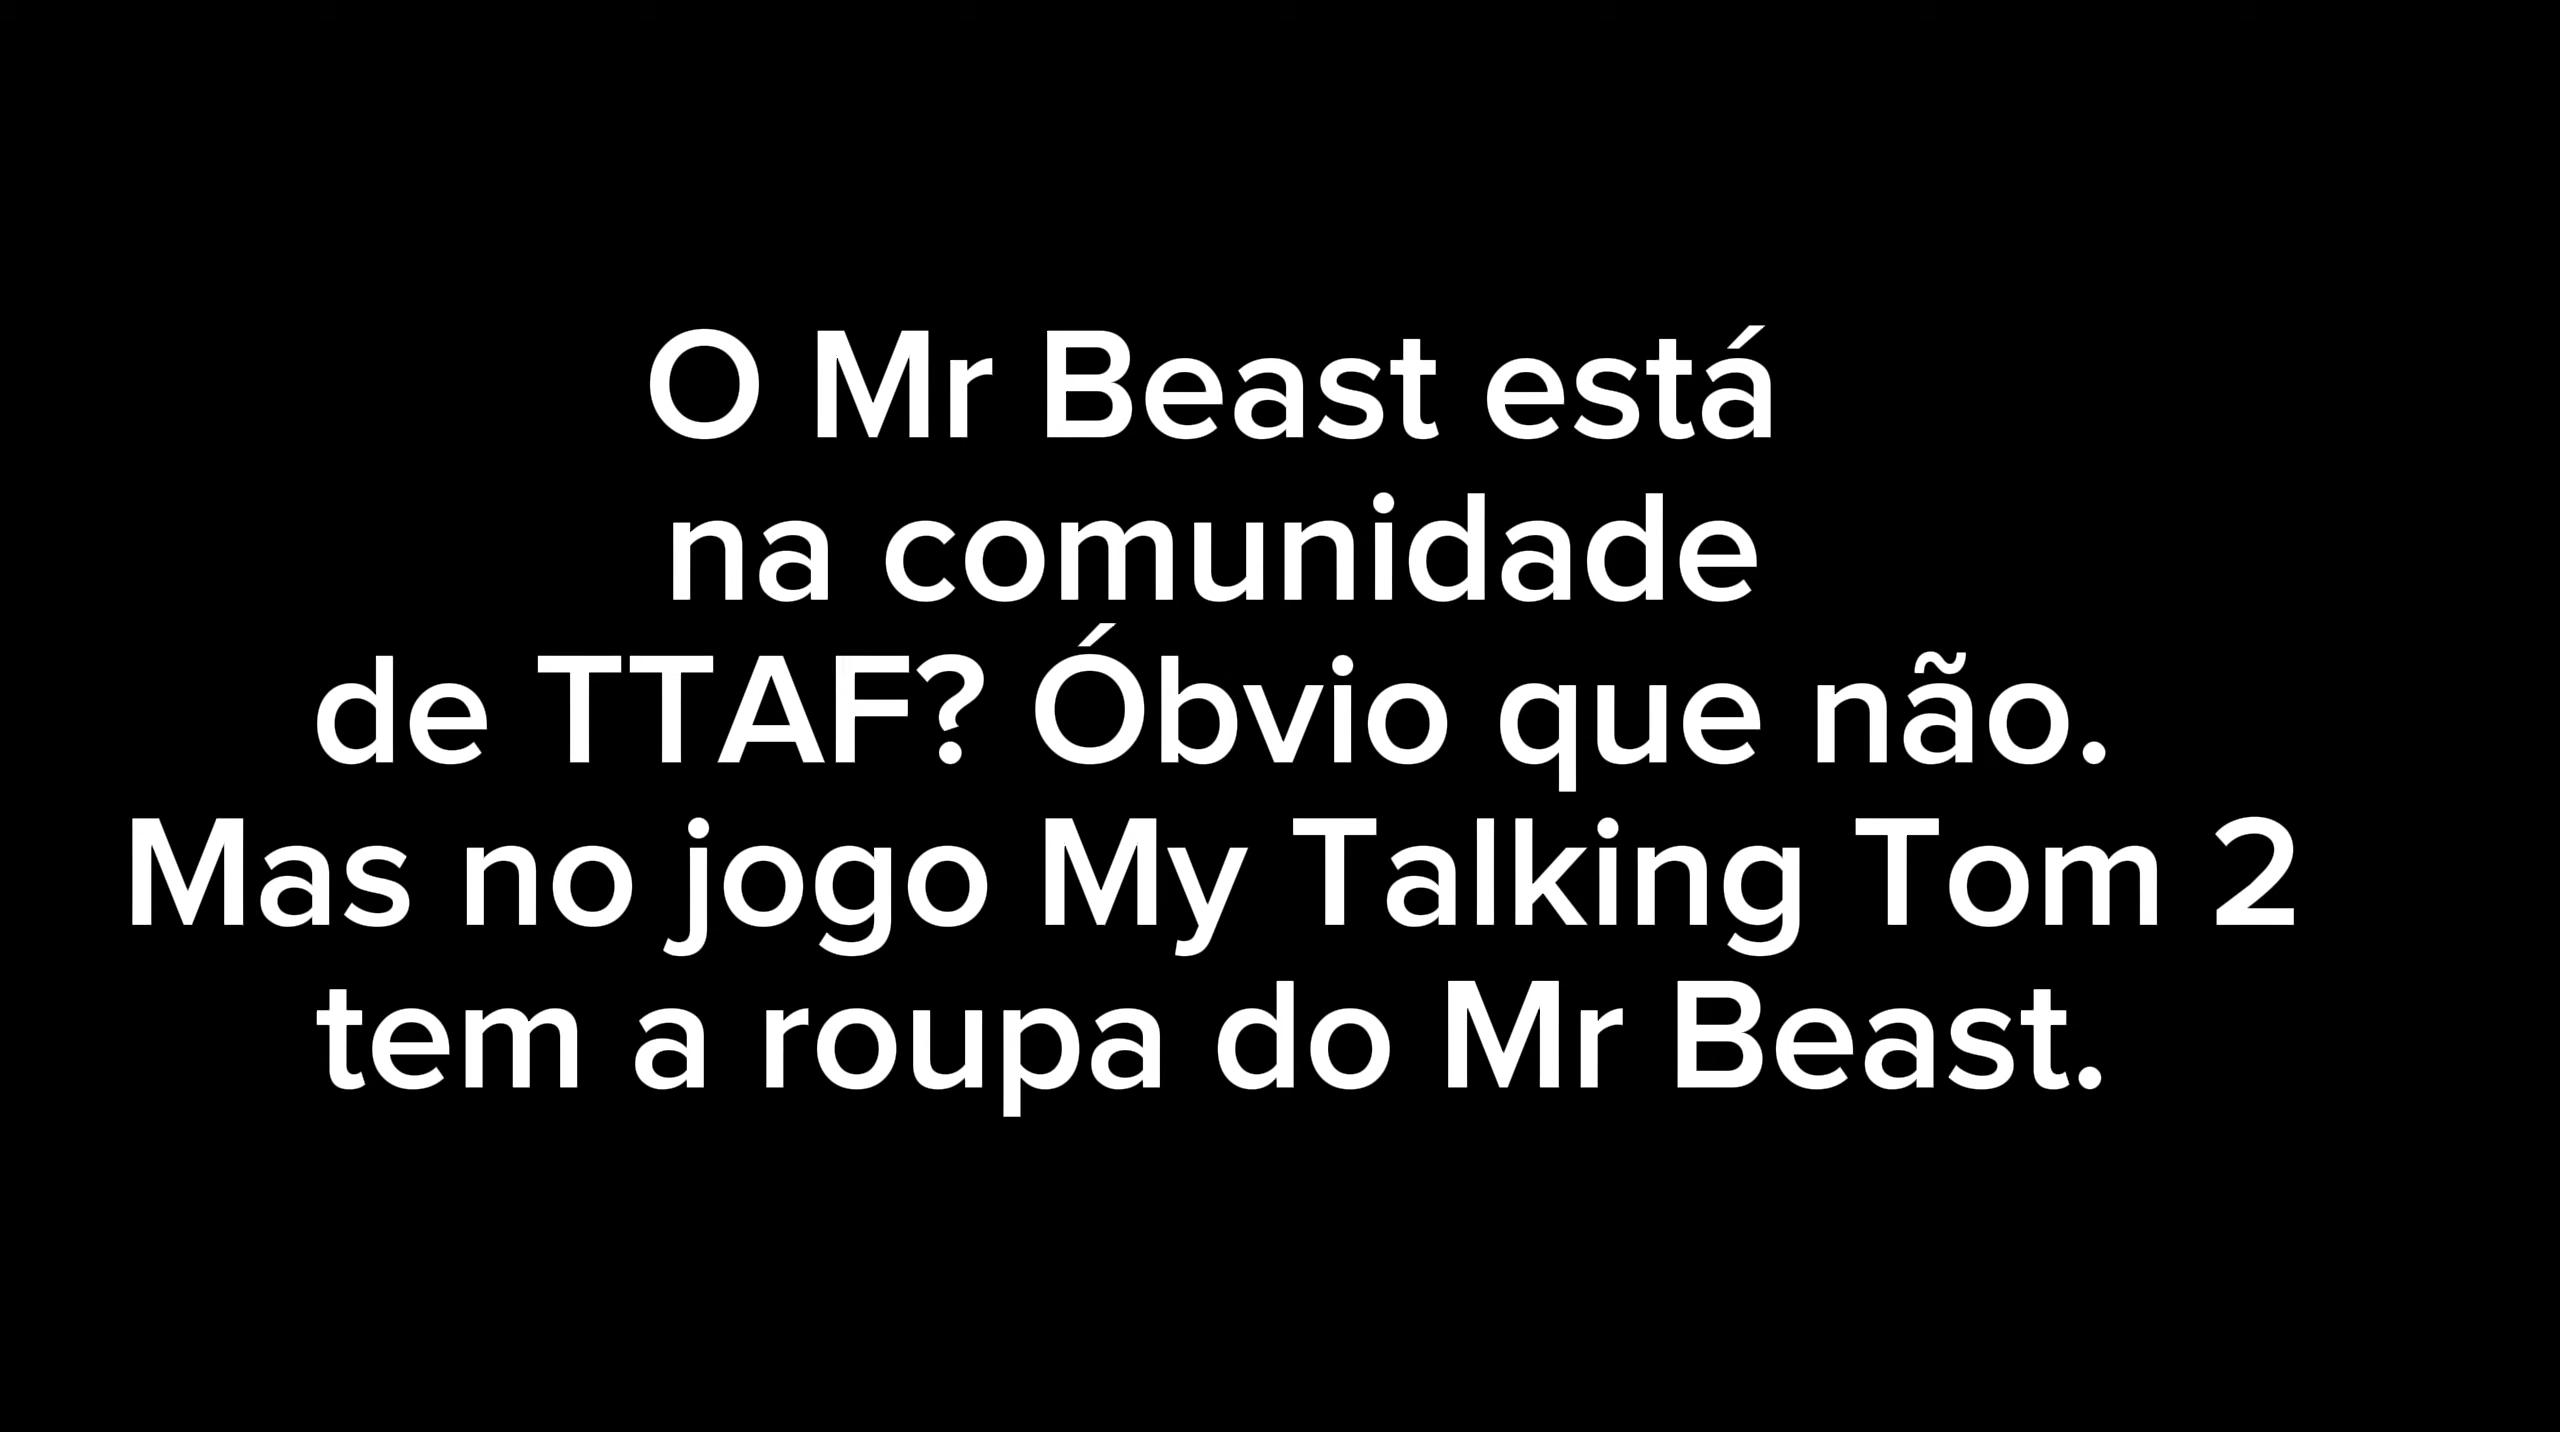 O Mr Beast está
na comunidade
de TTAF? Óbvio que não.
Mas no jogo My Talking Tom 2
tem a roupa do Mr Beast.